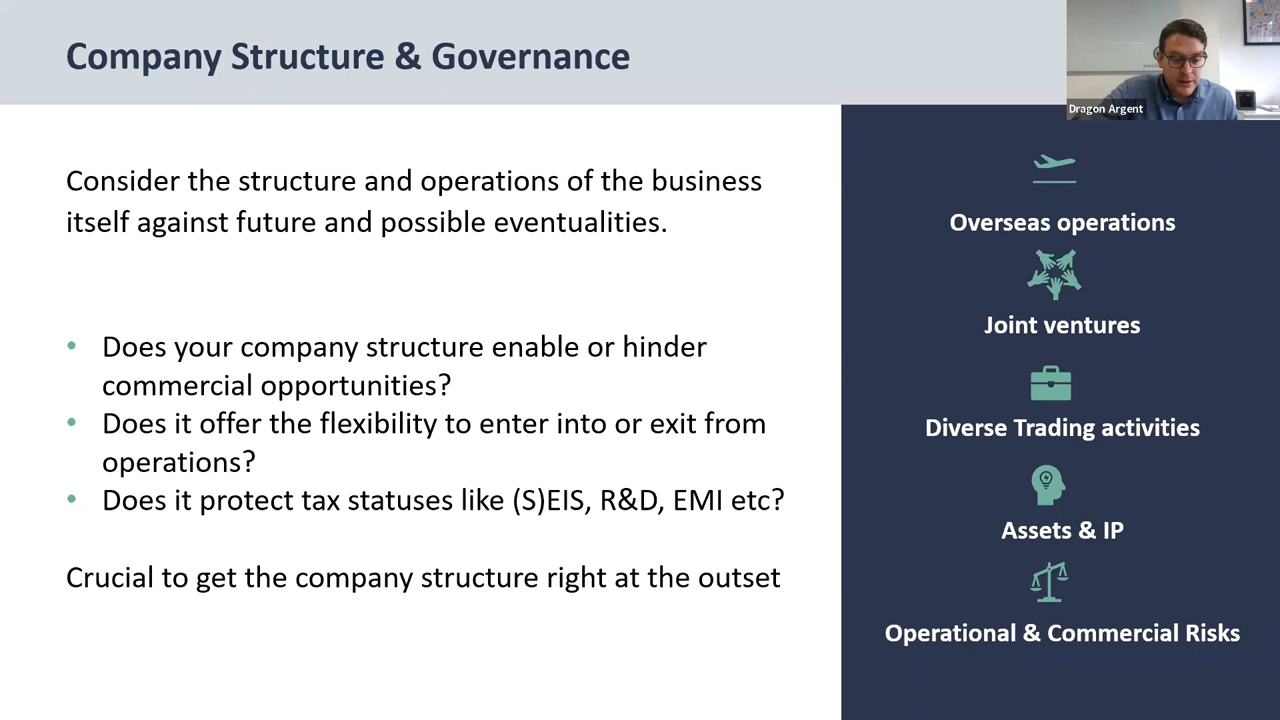 Company Structure & Governance
Dragon Argent
Consider the structure and operations of the business
itself against future and possible eventualities.
• Does your company structure enable or hinder
commercial opportunities?
• Does it offer the flexibility to enter into or exit from
operations?
• Does it protect tax statuses like (S)EIS, R&D, EMI etc?
Crucial to get the company structure right at the outset
Overseas operations
Joint ventures
Diverse Trading activities
Assets & IP
Operational & Commercial Risks